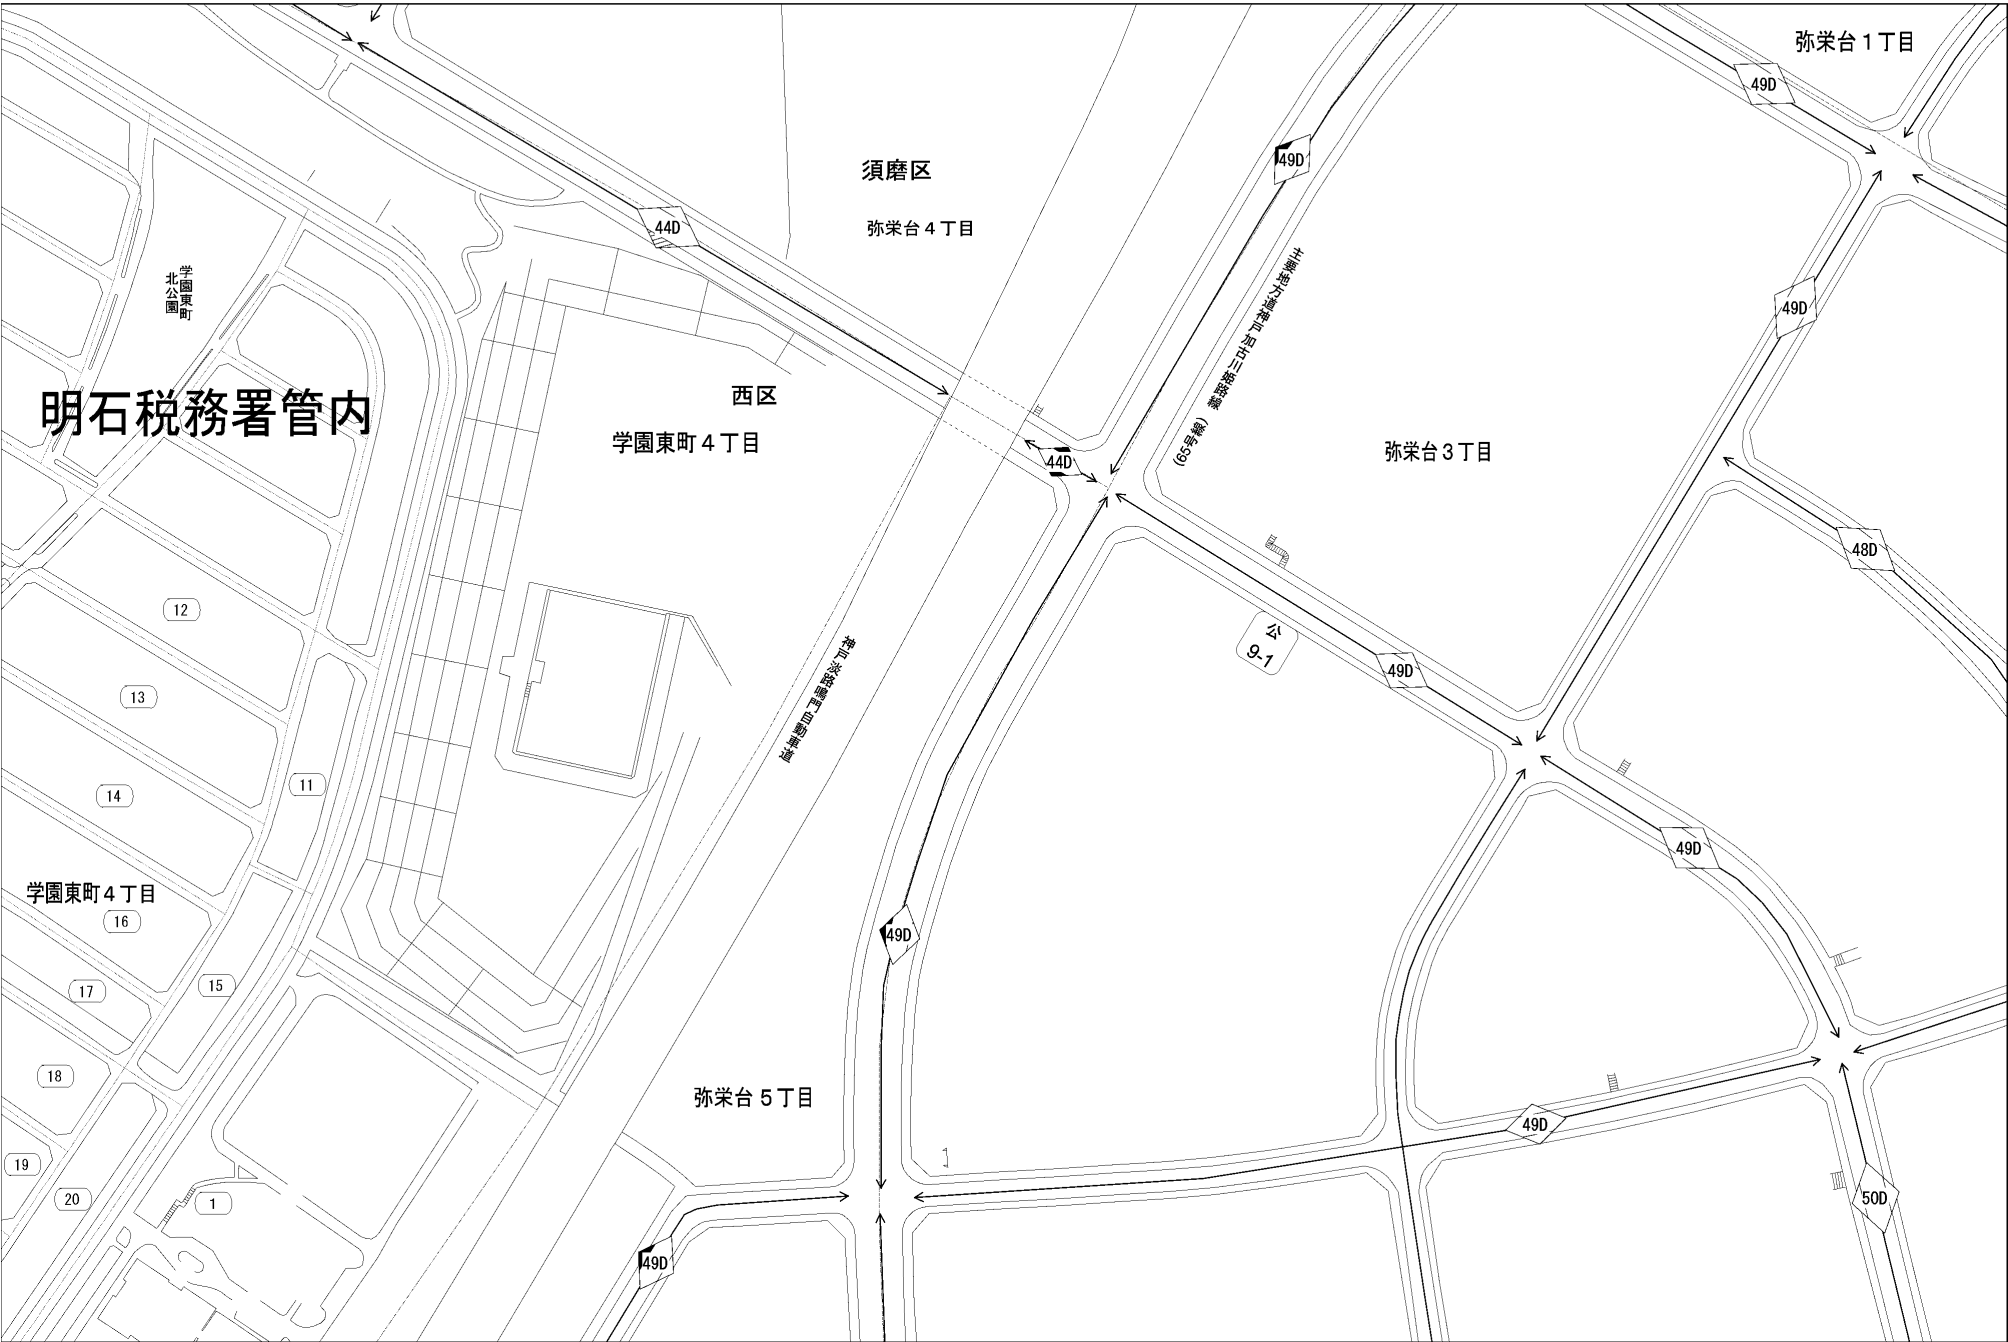 弥栄台1丁目
49D
49D
須磨区
44D
弥栄台4丁目
学園東町
北公園
主要地方道神戸加古川姫路線
(65号線)
49D
明石税務署管内
西区
学園東町4丁目
弥栄台3丁目
44D
48D
12
公
9-1
49D
神戸淡路鳴門自動車道
13
11
14
49D
学園東町4丁目
16
49D
15
17
18
弥栄台5丁目
49D
19
20
1
50D
49D